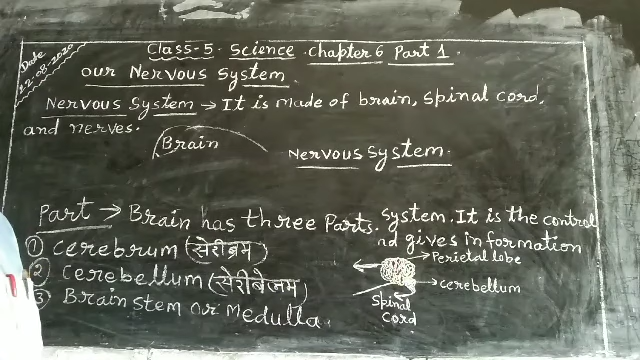 Date
22-08-2020
Class-5. Science. chapter 6 Part 1.
our Nervous System.
Nervous System → It is made of brain, spinal cord,
and nerves.
Brain
Nervous System.
Part → Brain has three Parts.
system. It is the control
nd gives information
① cerebrum (सेरीब्रम)
② Cerebellum (सेरीबेलम)
③ Brain stem or Medulla.
Perietal lobe
cerebellum
Spinal
Cord